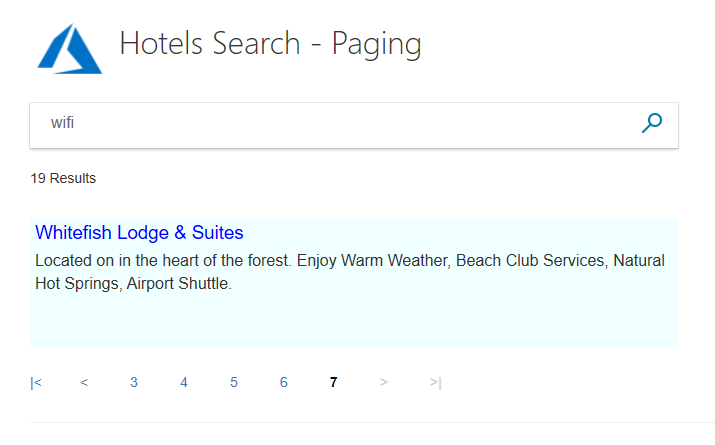 Hotels Search - Paging
wifi
19 Results
Whitefish Lodge & Suites
Located on in the heart of the forest. Enjoy Warm Weather, Beach Club Services, Natural
Hot Springs, Airport Shuttle.
|< < 3 4 5 6 7 > >|